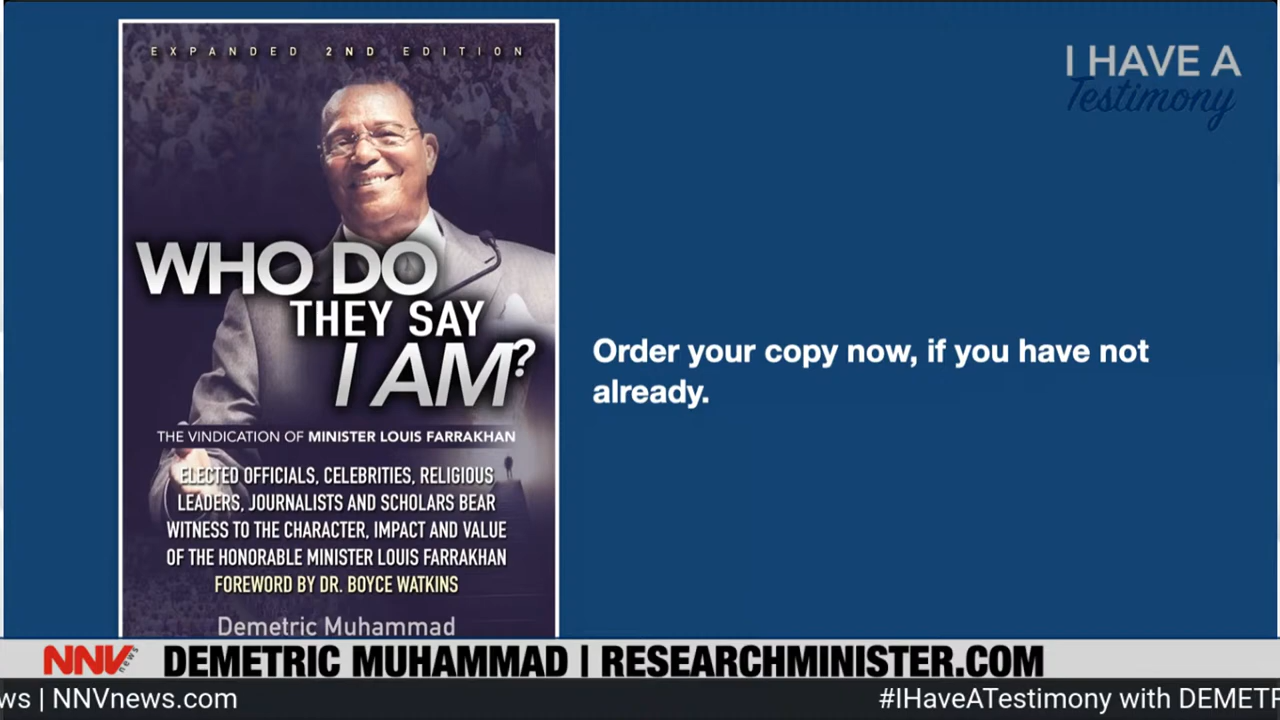 EXPANDED 2ND EDITION
I HAVE A
Testimony
WHO DO
THEY SAY
I AM?
THE VINDICATION OF MINISTER LOUIS FARRAKHAN
ELECTED OFFICIALS, CELEBRITIES, RELIGIOUS
LEADERS, JOURNALISTS AND SCHOLARS BEAR
WITNESS TO THE CHARACTER, IMPACT AND VALUE
OF THE HONORABLE MINISTER LOUIS FARRAKHAN
FOREWORD BY DR. BOYCE WATKINS
Demetric Muhammad
Order your copy now, if you have not
already.
NNV news DEMETRIC MUHAMMAD | RESEARCHMINISTER.COM
ws | NNVnews.com #IHaveATestimony with DEMET